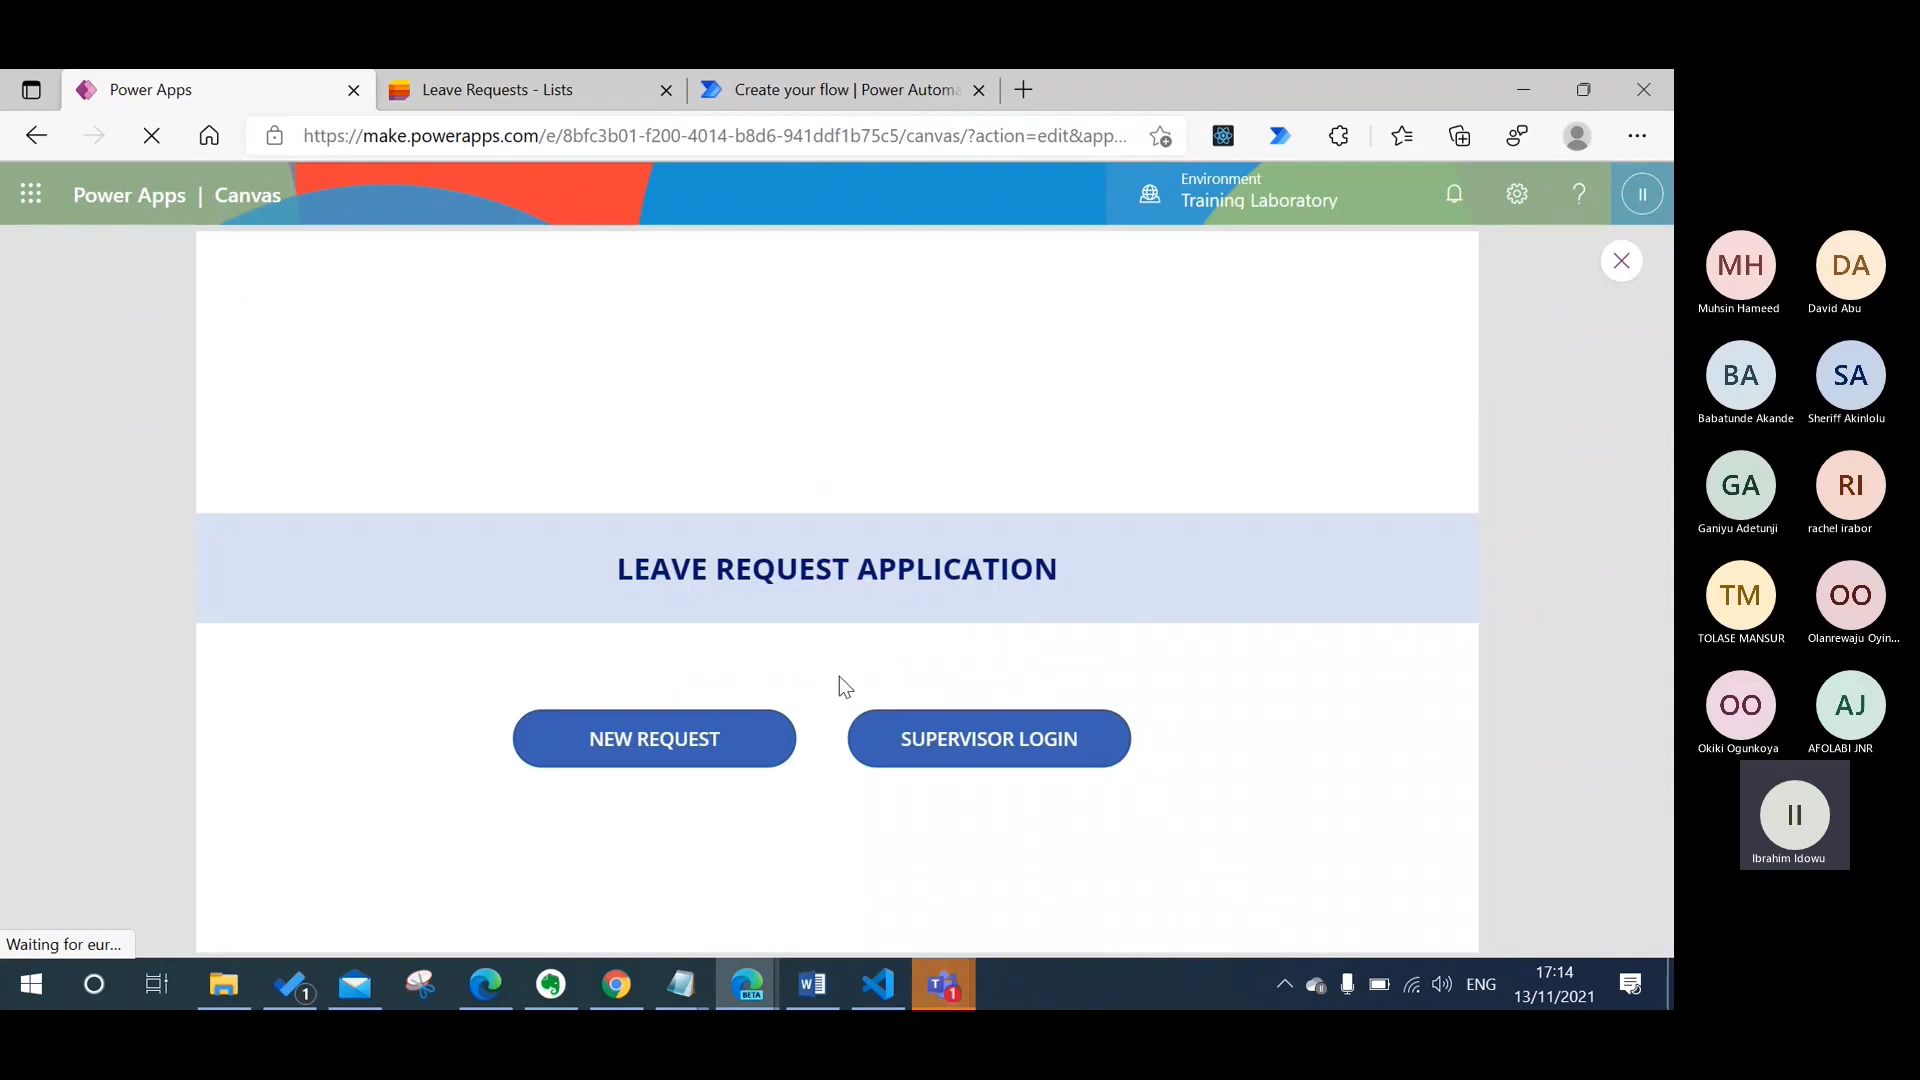 Power Apps
Leave Requests - Lists
Create your flow | Power Automa
https://make.powerapps.com/e/8bfc3b01-f200-4014-b8d6-941ddf1b75c5/canvas/?action=edit&app...
Power Apps | Canvas
Environment
Training Laboratory
II
LEAVE REQUEST APPLICATION
NEW REQUEST
SUPERVISOR LOGIN
Waiting for eur...
MH
DA
Muhsin Hameed
David Abu
BA
SA
Babatunde Akande
Sheriff Akinlolu
GA
RI
Ganiyu Adetunji
rachel irabor
TM
OO
TOLASE MANSUR
Olanrewaju Oyin...
OO
AJ
Okiki Ogunkoya
AFOLABI JNR
II
Ibrahim Idowu
1
BETA
1
ENG
17:14
13/11/2021